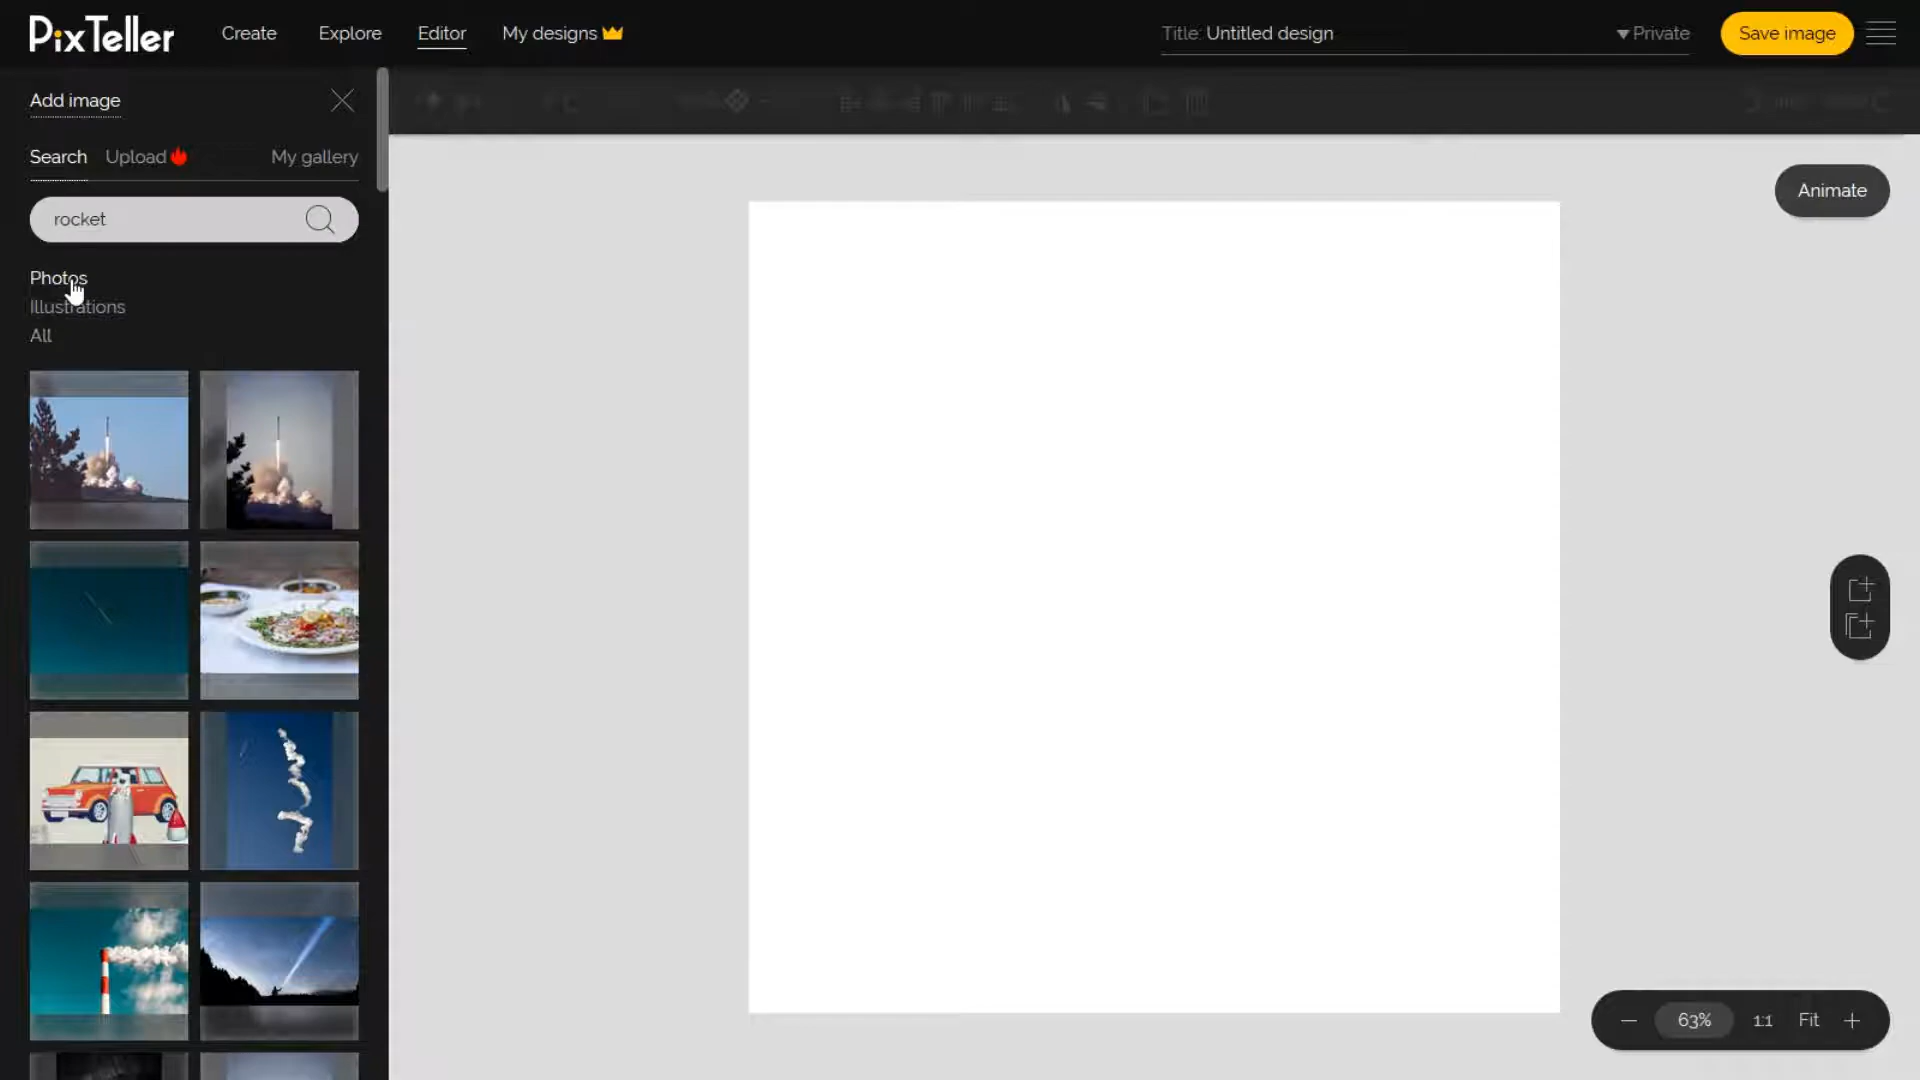 PixTeller
Create
Explore
Editor
My designs
Title: Untitled design
Private
Save image
Add image
Search
Upload
My gallery
rocket
Photos
Illustrations
All
Animate
63%
1:1
Fit